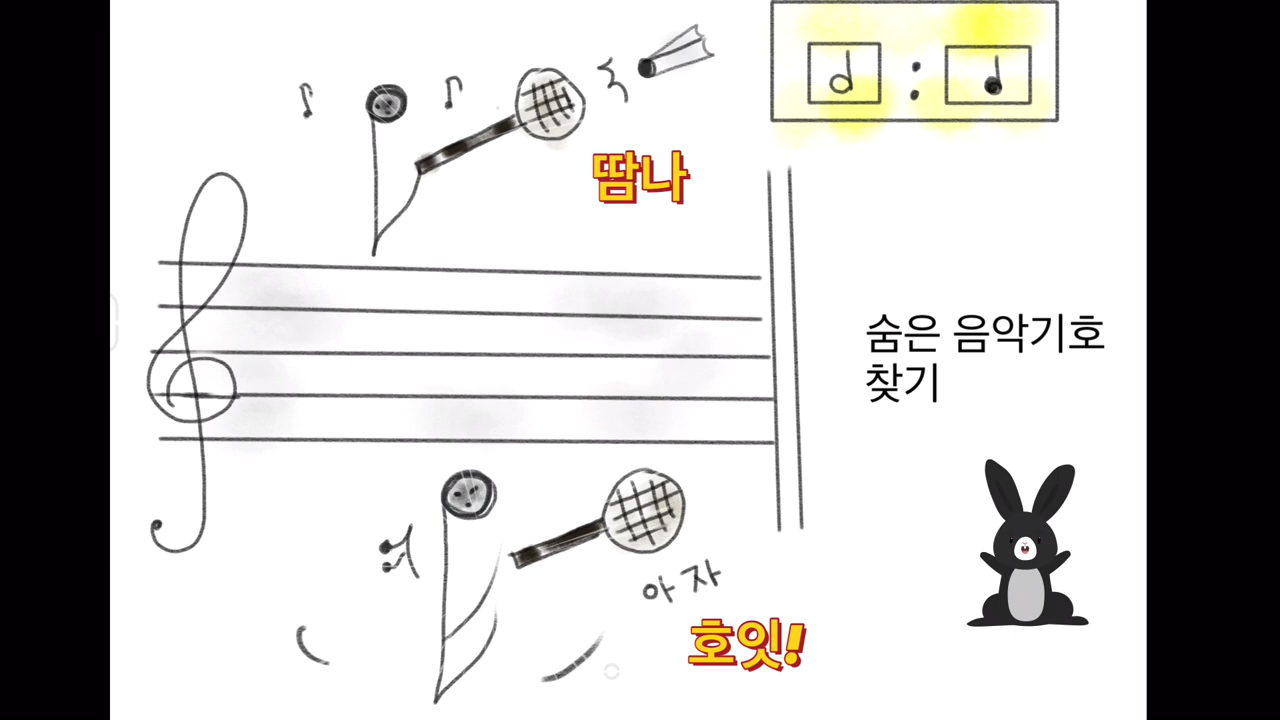 땀나
숨은 음악기호
찾기
아 자
호잇!